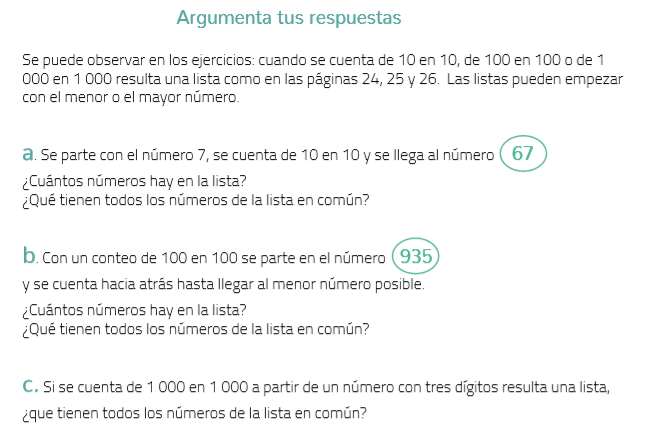 Argumenta tus respuestas
Se puede observar en los ejercicios: cuando se cuenta de 10 en 10, de 100 en 100 o de 1
000 en 1 000 resulta una lista como en las páginas 24, 25 y 26. Las listas pueden empezar
con el menor o el mayor número.
a. Se parte con el número 7, se cuenta de 10 en 10 y se llega al número 67
¿Cuántos números hay en la lista?
¿Qué tienen todos los números de la lista en común?
b. Con un conteo de 100 en 100 se parte en el número 935
y se cuenta hacia atrás hasta llegar al menor número posible.
¿Cuántos números hay en la lista?
¿Qué tienen todos los números de la lista en común?
c. Si se cuenta de 1 000 en 1 000 a partir de un número con tres dígitos resulta una lista,
¿que tienen todos los números de la lista en común?